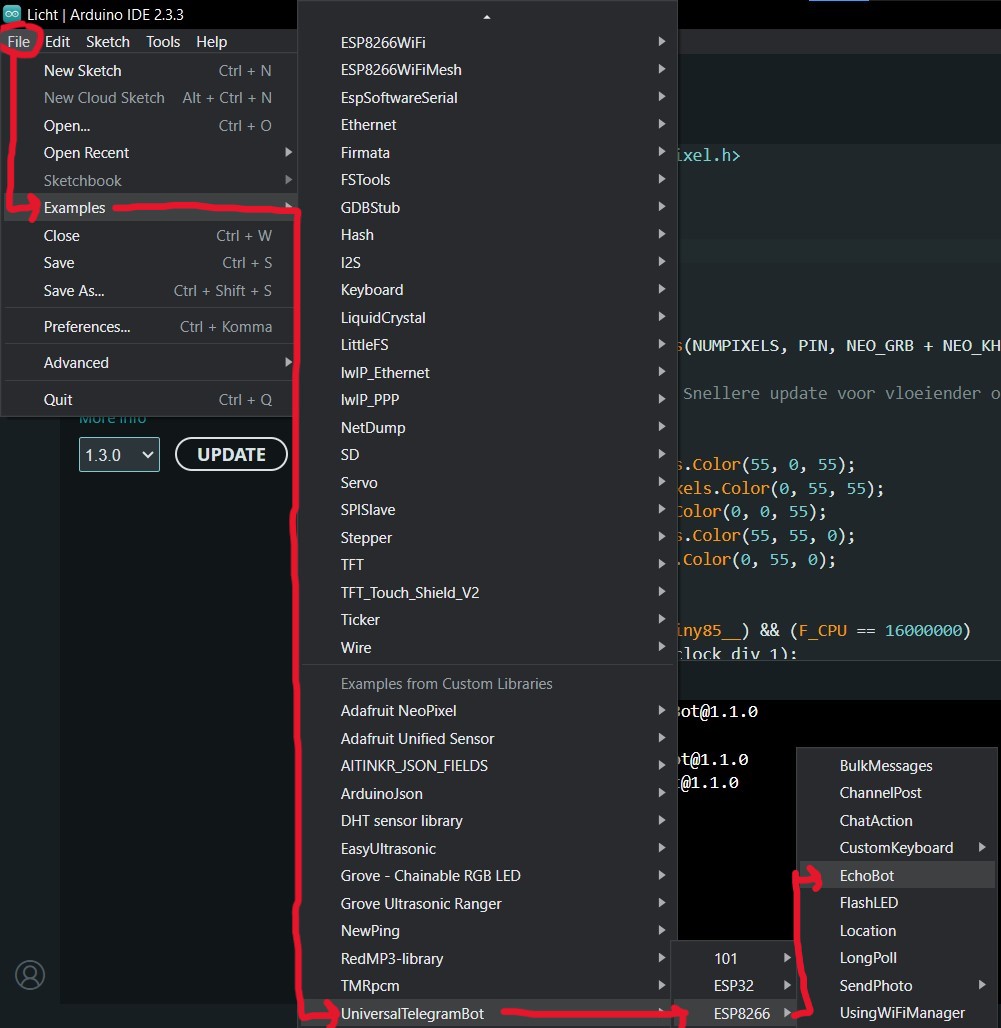 Licht | Arduino IDE 2.3.3
File Edit Sketch Tools Help
New Sketch Ctrl + N
New Cloud Sketch Alt + Ctrl + N
Open... Ctrl + O
Open Recent
Sketchbook
Examples
Close Ctrl + W
Save Ctrl + S
Save As... Ctrl + Shift + S
Preferences... Ctrl + Komma
Advanced
Quit Ctrl + Q
More info
1.3.0 UPDATE
ESP8266WiFi
ESP8266WiFiMesh
EspSoftwareSerial
Ethernet
Firmata
FSTools
GDBStub
Hash
I2S
Keyboard
LiquidCrystal
LittleFS
lwIP_Ethernet
lwIP_PPP
NetDump
SD
Servo
SPISlave
Stepper
TFT
TFT_Touch_Shield_V2
Ticker
Wire
Examples from Custom Libraries
Adafruit NeoPixel
Adafruit Unified Sensor
AITINKR_JSON_FIELDS
ArduinoJson
DHT sensor library
EasyUltrasonic
Grove - Chainable RGB LED
Grove Ultrasonic Ranger
NewPing
RedMP3-library
TMRpcm
UniversalTelegramBot
101
ESP32
ESP8266
BulkMessages
ChannelPost
ChatAction
CustomKeyboard
EchoBot
FlashLED
Location
LongPoll
SendPhoto
UsingWiFiManager
ixel.h>
s(NUMPIXELS, PIN, NEO_GRB + NEO_KH
Snellere update voor vloeiender o
s.Color(55, 0, 55);
xels.Color(0, 55, 55);
Color(0, 0, 55);
s.Color(55, 55, 0);
.Color(0, 55, 0);
iny85__) && (F_CPU == 16000000)
clock_div_1);
Bot@1.1.0
ot@1.1.0
t@1.1.0